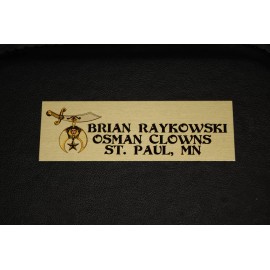 BRIAN RAYKOWSKI
OSMAN CLOWNS
ST. PAUL, MN